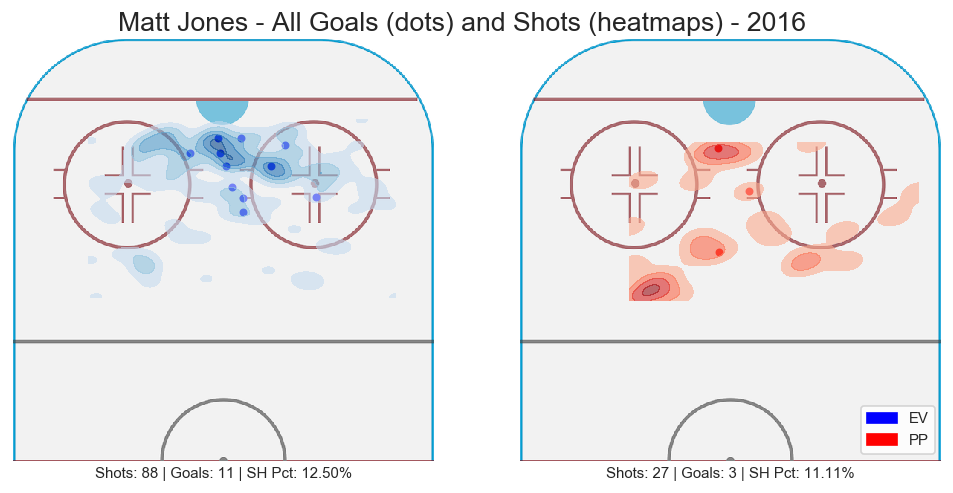 Matt Jones - All Goals (dots) and Shots (heatmaps) - 2016
EV
PP
Shots: 88 | Goals: 11 | SH Pct: 12.50%
Shots: 27 | Goals: 3 | SH Pct: 11.11%